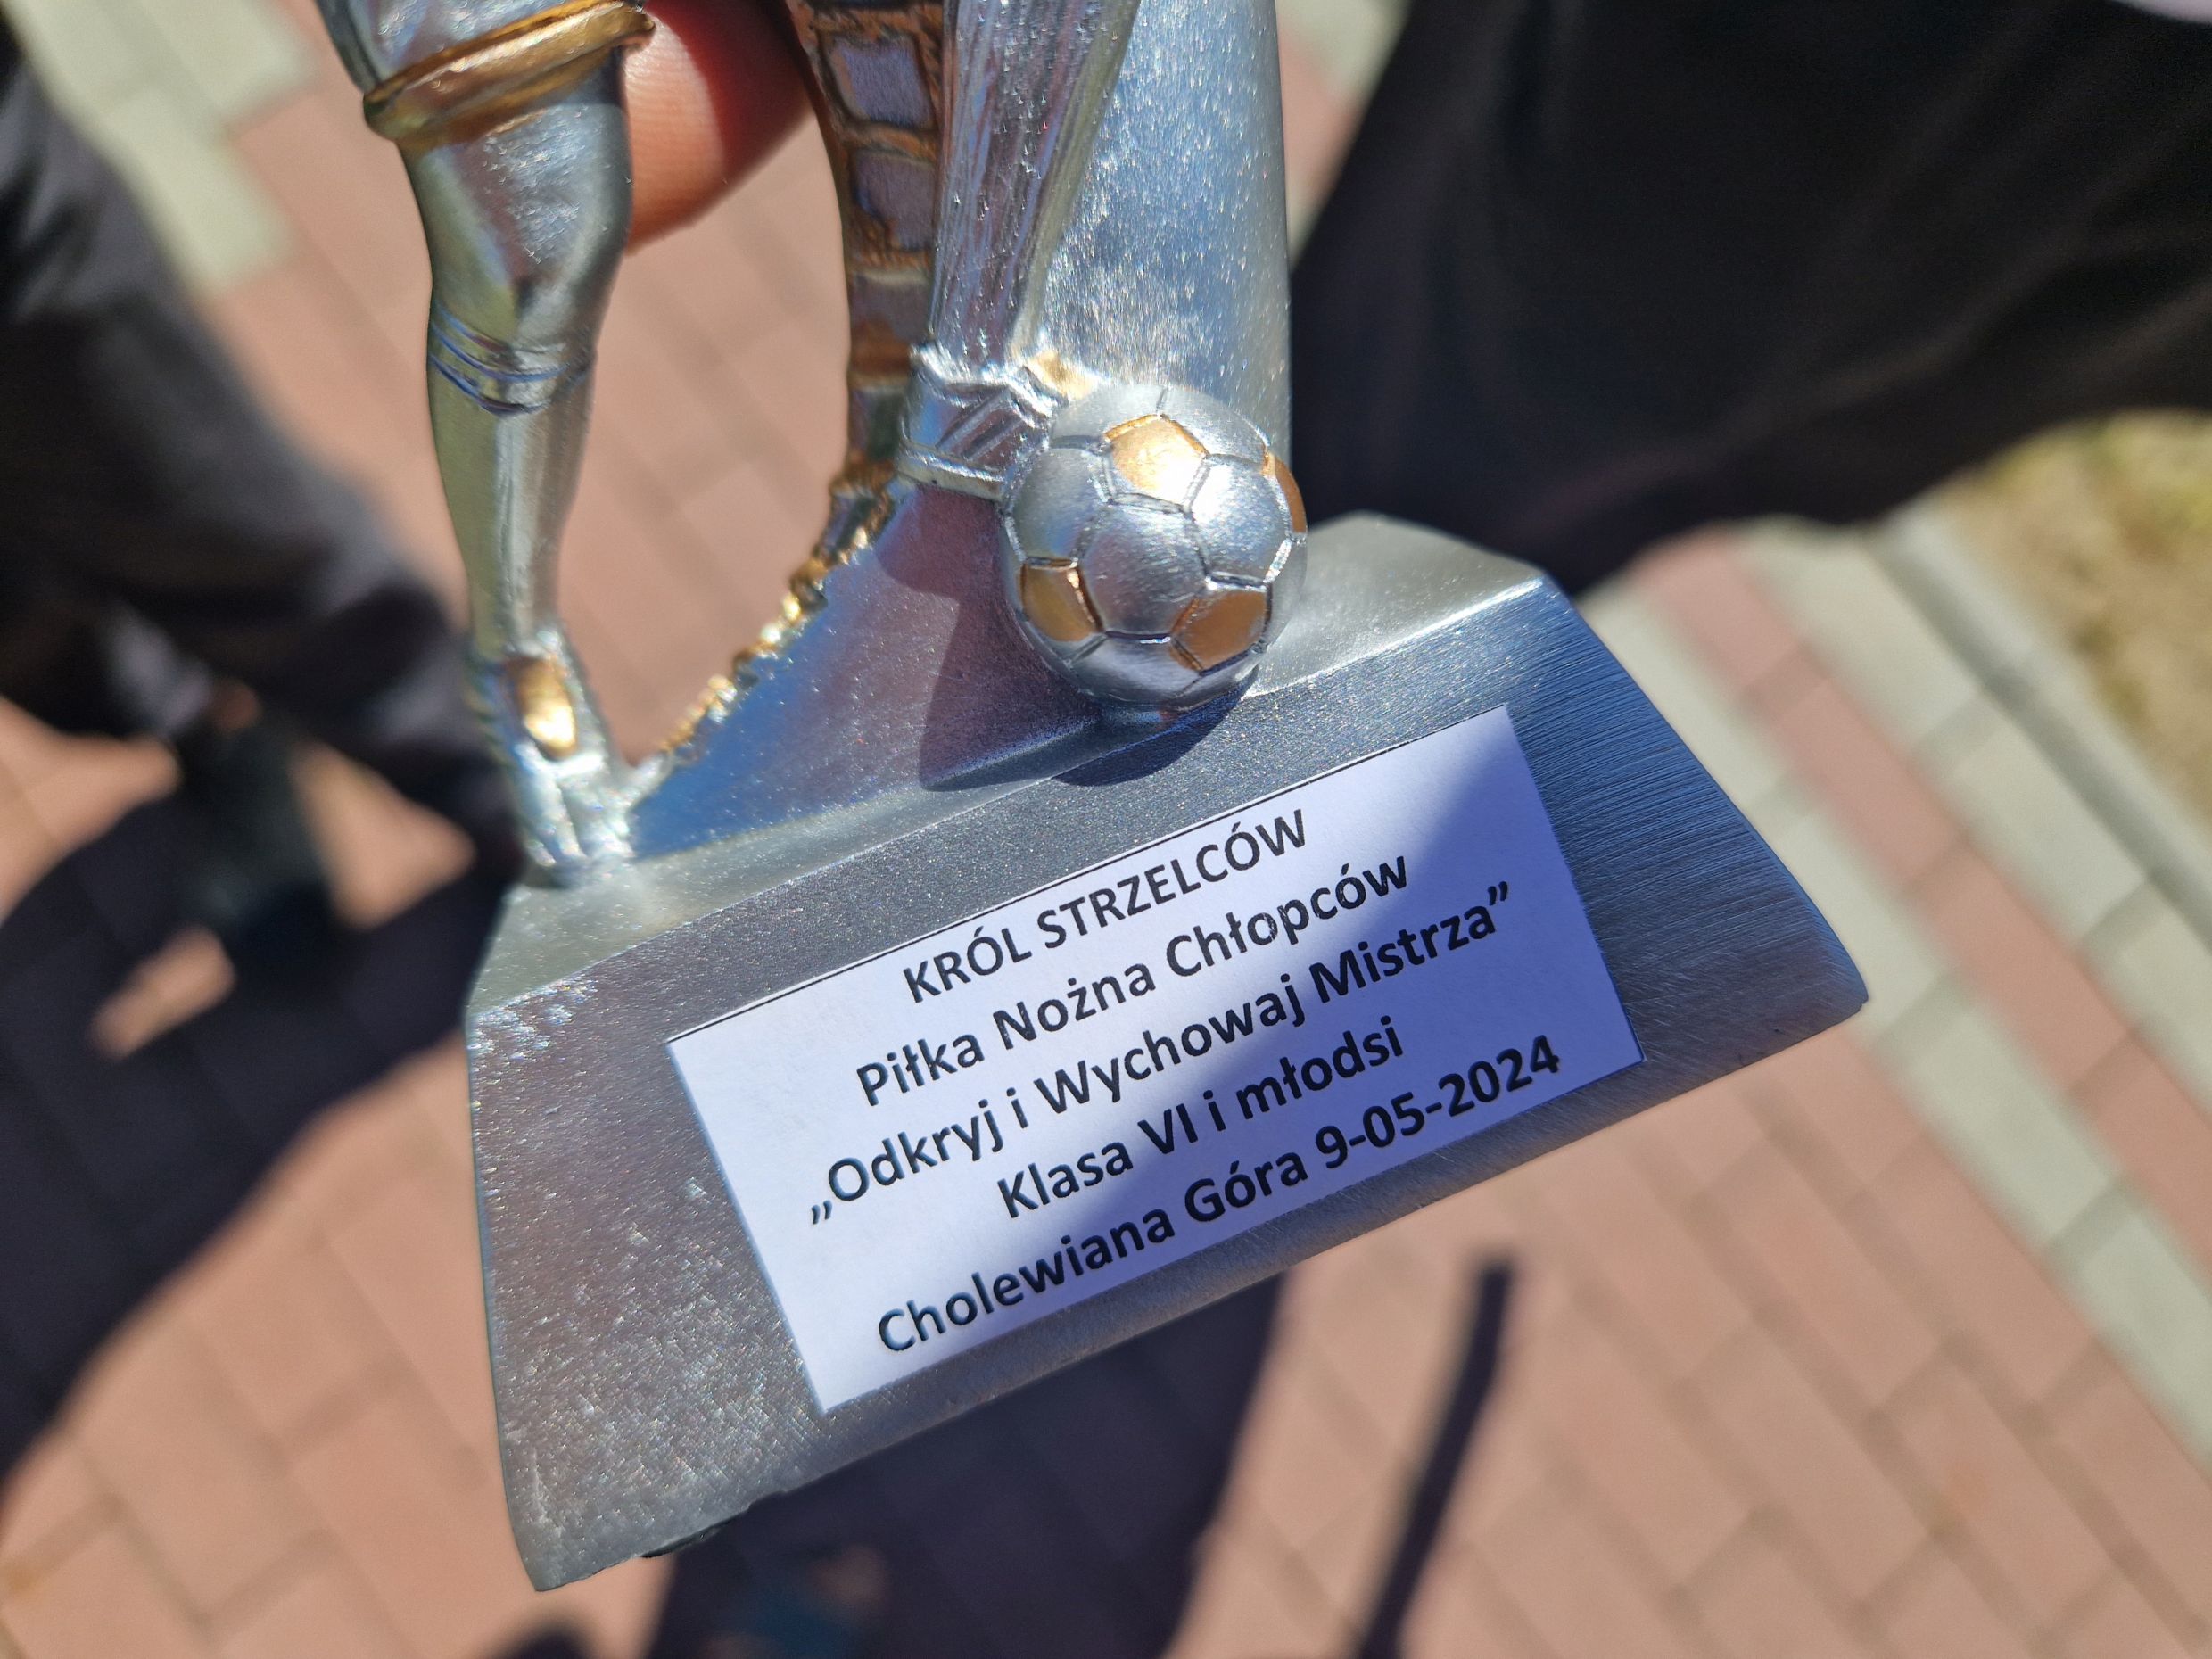 KRÓL STRZELCÓW
Piłka Nożna Chłopców
„Odkryj i Wychowaj Mistrza”
Klasa VI i młodsi
Cholewiana Góra 9-05-2024